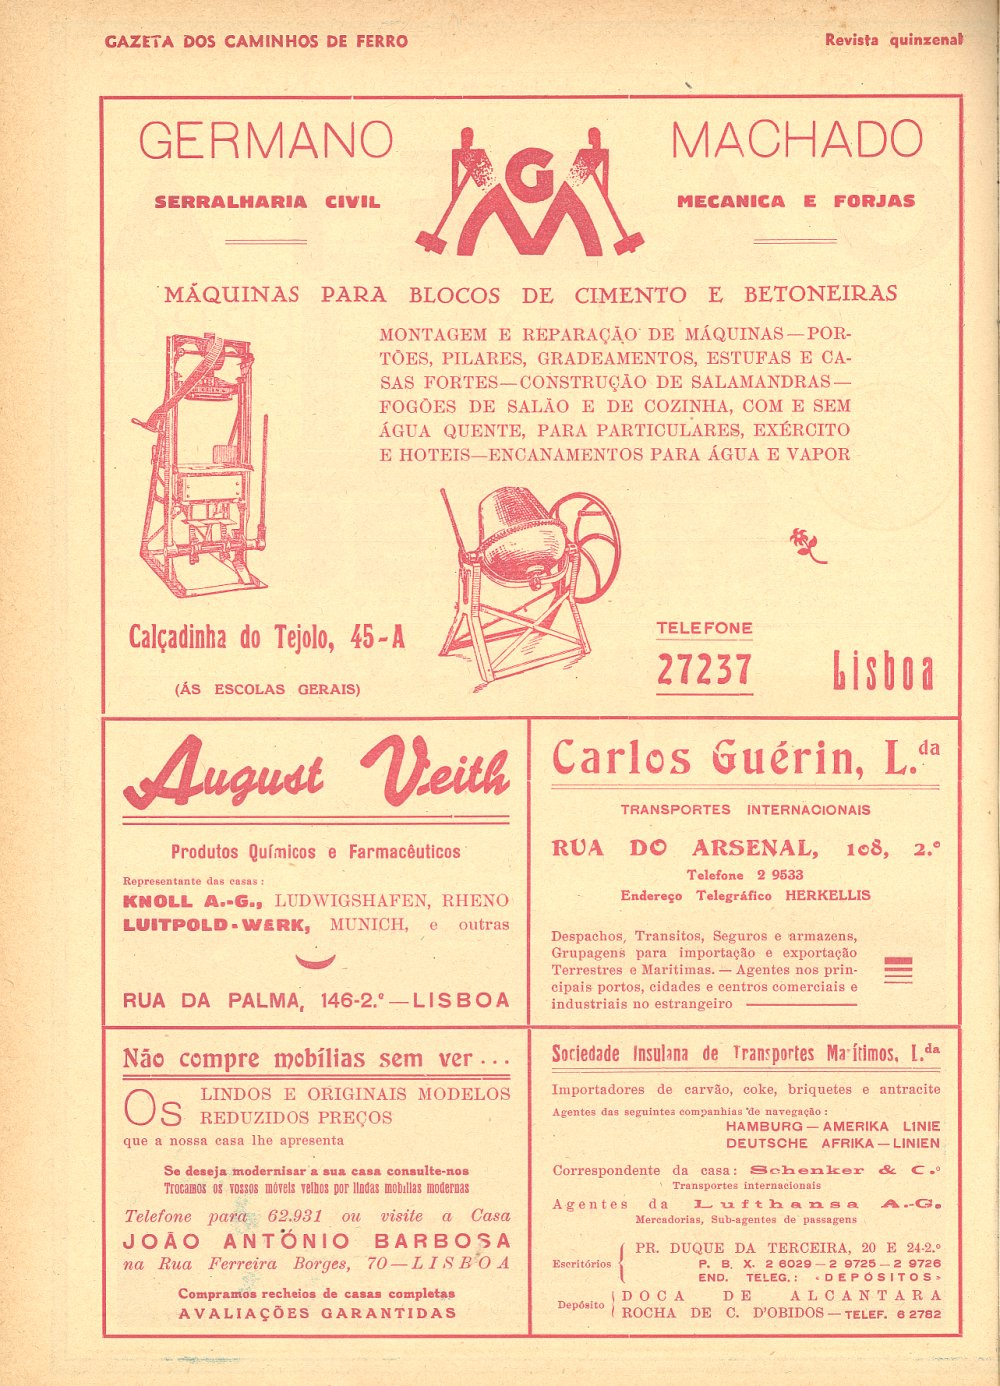 GAZETA DOS CAMINHOS DE FERRO
Revista quinzenal
GERMANO MACHADO
GM
SERRALHARIA CIVIL MECANICA E FORJAS
MÁQUINAS PARA BLOCOS DE CIMENTO E BETONEIRAS
MONTAGEM E REPARAÇÃO DE MÁQUINAS—POR-
TÕES, PILARES, GRADEAMENTOS, ESTUFAS E CA-
SAS FORTES—CONSTRUÇÃO DE SALAMANDRAS—
FOGÕES DE SALÃO E DE COZINHA, COM E SEM
ÁGUA QUENTE, PARA PARTICULARES, EXÉRCITO
E HOTEIS—ENCANAMENTOS PARA ÁGUA E VAPOR
Calçadinha do Tejolo, 45-A
(ÁS ESCOLAS GERAIS)
TELEFONE
27237
Lisboa
August Veith
Produtos Químicos e Farmacêuticos
Representante das casas:
KNOLL A.-G., LUDWIGSHAFEN, RHENO
LUITPOLD-WERK, MUNICH, e outras
RUA DA PALMA, 146-2.º—LISBOA
Carlos Guérin, L.da
TRANSPORTES INTERNACIONAIS
RUA DO ARSENAL, 108, 2.º
Telefone 2 9533
Endereço Telegráfico HERKELLIS
Despachos, Transitos, Seguros e armazens,
Grupagens para importação e exportação
Terrestres e Maritimas. — Agentes nos prin-
cipais portos, cidades e centros comerciais e
industriais no estrangeiro
Não compre mobílias sem ver...
Os LINDOS E ORIGINAIS MODELOS
REDUZIDOS PREÇOS
que a nossa casa lhe apresenta
Se deseja modernisar a sua casa consulte-nos
Trocamos os vossos móveis velhos por lindas mobilias modernas
Telefone para 62.931 ou visite a Casa
JOÃO ANTÓNIO BARBOSA
na Rua Ferreira Borges, 70—LISBOA
Compramos recheios de casas completas
AVALIAÇÕES GARANTIDAS
Sociedade Insulana de Transportes Marítimos, L.da
Importadores de carvão, coke, briquetes e antracite
Agentes das seguintes companhias de navegação:
HAMBURG—AMERIKA LINIE
DEUTSCHE AFRIKA—LINIEN
Correspondente da casa: Schenker & C.º
Transportes internacionais
Agentes da Lufthansa A.-G.
Mercadorias, Sub-agentes de passagens
Escritórios PR. DUQUE DA TERCEIRA, 20 E 24-2.º
P. B. X. 2 6029—2 9725—2 9726
END. TELEG.: «DEPÓSITOS»
Depósito DOCA DE ALCANTARA
ROCHA DE C. D'OBIDOS—TELEF. 6 2782